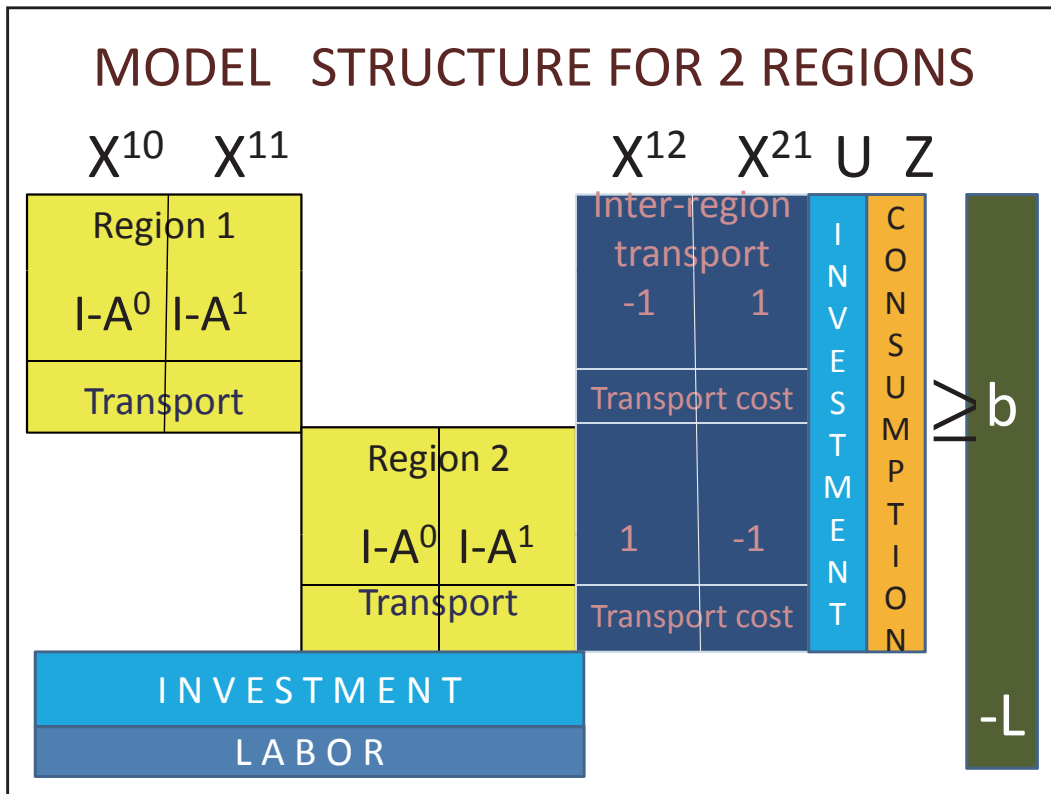 MODEL STRUCTURE FOR 2 REGIONS
X¹⁰ X¹¹ X¹² X²¹ U Z
Region 1
I-A⁰ I-A¹
Transport
Region 2
I-A⁰ I-A¹
Transport
Inter-region
transport
-1 1
Transport cost
1 -1
Transport cost
INVESTMENT
CONSUMPTION
≥ b
-L
INVESTMENT
LABOR